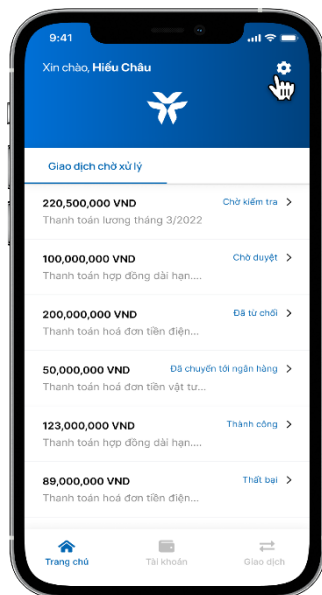 9:41
Xin chào, Hiếu Châu
Giao dịch chờ xử lý
220,500,000 VND Chờ kiểm tra
Thanh toán lương tháng 3/2022
100,000,000 VND Chờ duyệt
Thanh toán hợp đồng dài hạn....
200,000,000 VND Đã từ chối
Thanh toán hoá đơn tiền điện...
50,000,000 VND Đã chuyển tới ngân hàng
Thanh toán hoá đơn tiền vật tư...
123,000,000 VND Thành công
Thanh toán hợp đồng dài hạn....
89,000,000 VND Thất bại
Thanh toán hoá đơn tiền điện...
Trang chủ Tài khoản Giao dịch